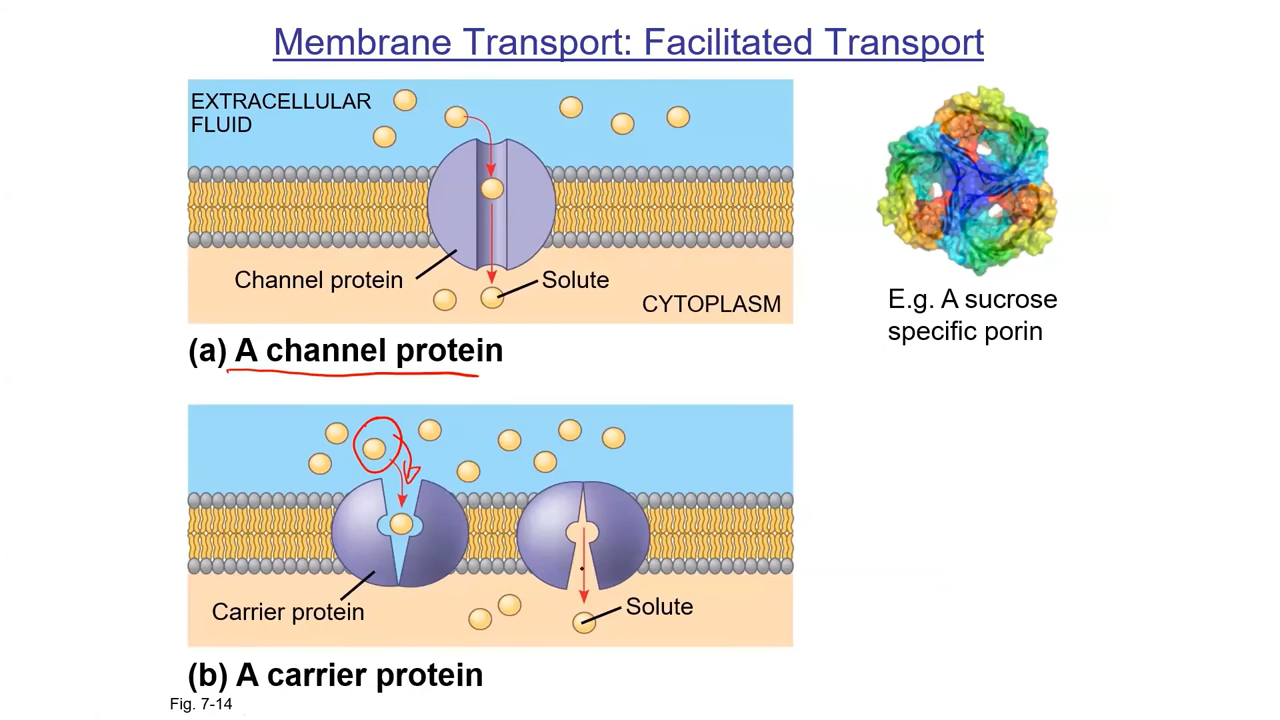 Membrane Transport: Facilitated Transport
EXTRACELLULAR
FLUID
Channel protein
Solute
CYTOPLASM
(a) A channel protein
E.g. A sucrose
specific porin
Carrier protein
Solute
(b) A carrier protein
Fig. 7-14